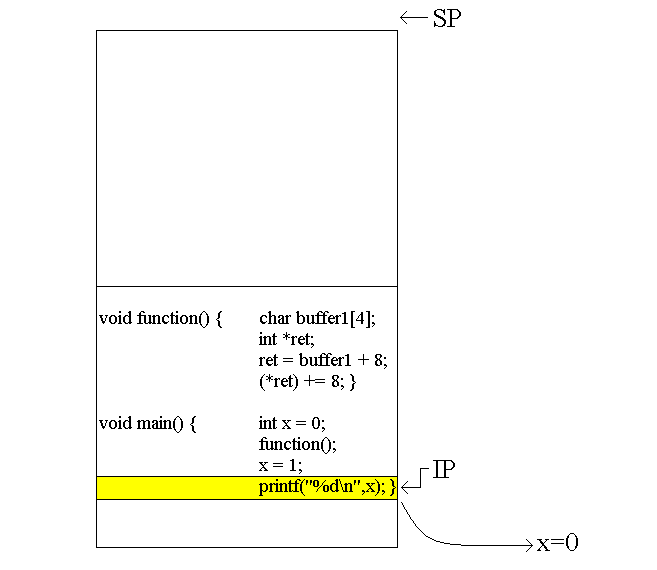 SP
void function() { char buffer1[4];
int *ret;
ret = buffer1 + 8;
(*ret) += 8; }
void main() { int x = 0;
function();
x = 1;
IP
printf("%d\n",x); }
x=0